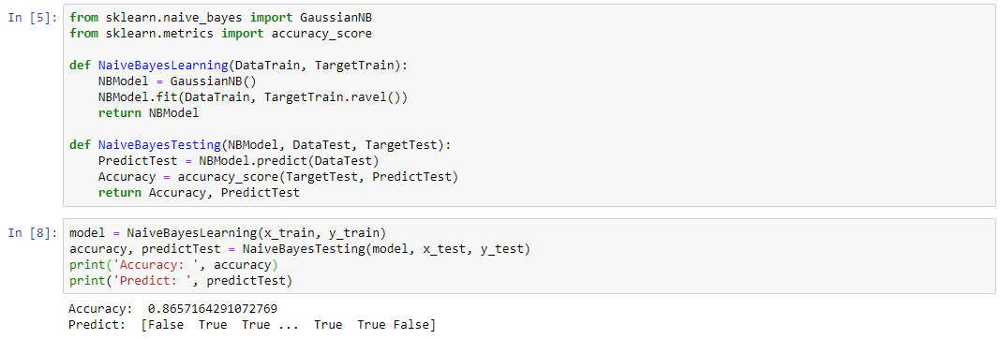 In [5]: from sklearn.naive_bayes import GaussianNB
from sklearn.metrics import accuracy_score

def NaiveBayesLearning(DataTrain, TargetTrain):
    NBModel = GaussianNB()
    NBModel.fit(DataTrain, TargetTrain.ravel())
    return NBModel

def NaiveBayesTesting(NBModel, DataTest, TargetTest):
    PredictTest = NBModel.predict(DataTest)
    Accuracy = accuracy_score(TargetTest, PredictTest)
    return Accuracy, PredictTest

In [8]: model = NaiveBayesLearning(x_train, y_train)
accuracy, predictTest = NaiveBayesTesting(model, x_test, y_test)
print('Accuracy: ', accuracy)
print('Predict: ', predictTest)

Accuracy:  0.8657164291072769
Predict:  [False  True  True ...  True  True False]